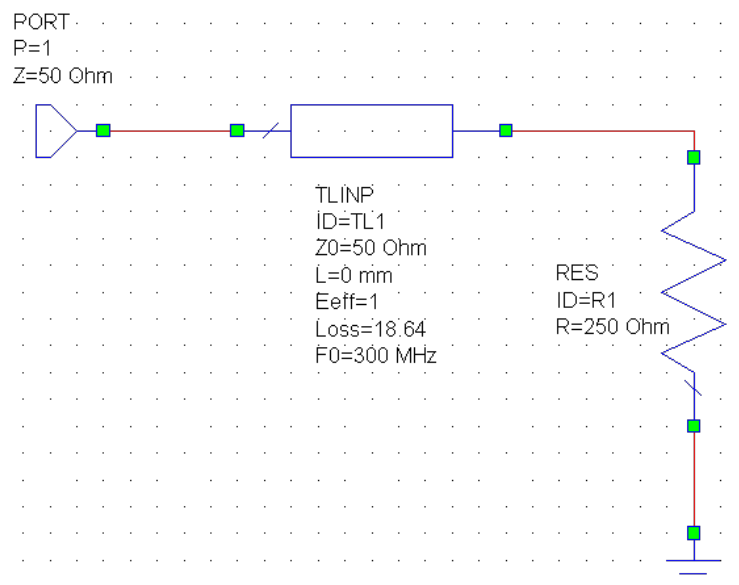 PORT
P=1
Z=50 Ohm
TLINP
ID=TL1
Z0=50 Ohm
L=0 mm
Eeff=1
Loss=18.64
F0=300 MHz
RES
ID=R1
R=250 Ohm